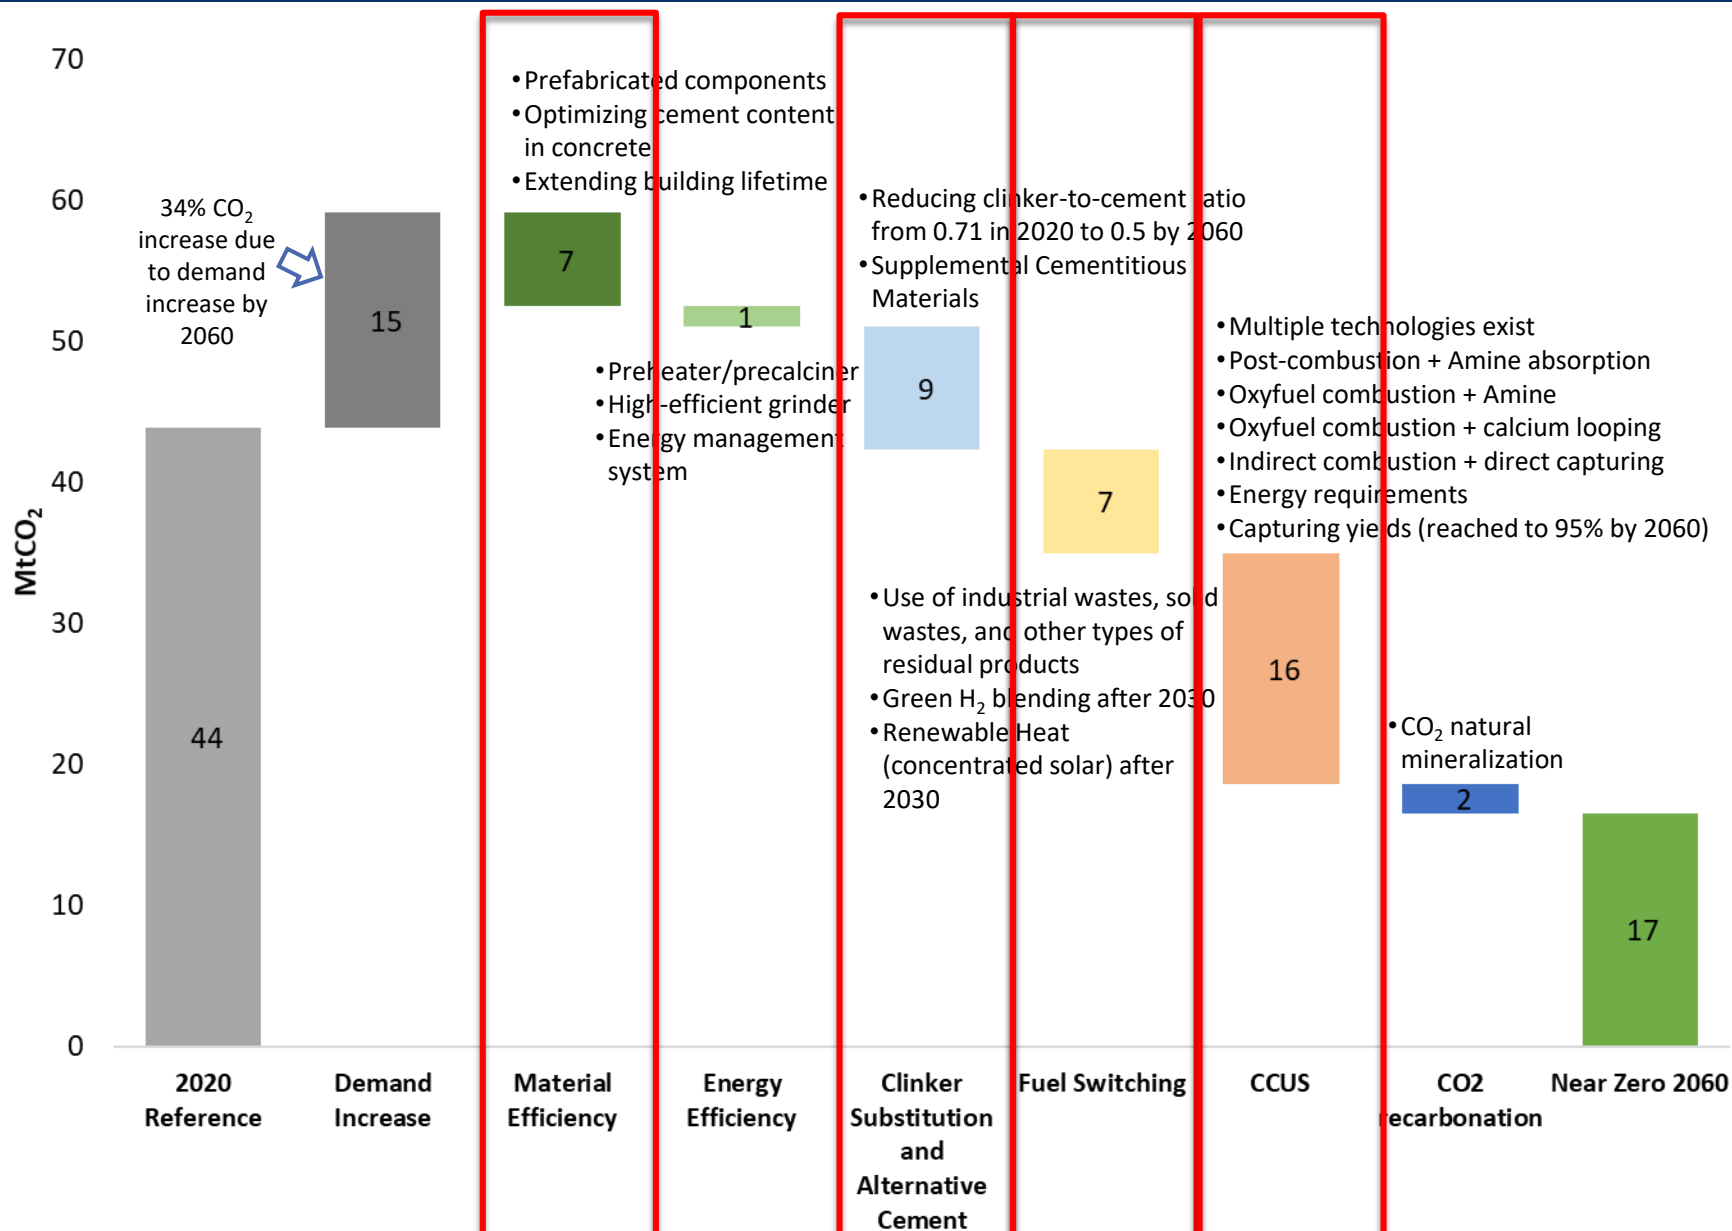 70
60
50
40
30
20
10
0
MtCO₂
34% CO₂
increase due
to demand
increase by
2060
•Prefabricated components
•Optimizing cement content
in concrete
•Extending building lifetime
•Preheater/precalciner
•High-efficient grinder
•Energy management
system
•Reducing clinker-to-cement ratio
from 0.71 in 2020 to 0.5 by 2060
•Supplemental Cementitious
Materials
•Use of industrial wastes, solid
wastes, and other types of
residual products
•Green H₂ blending after 2030
•Renewable Heat
(concentrated solar) after
2030
•Multiple technologies exist
•Post-combustion + Amine absorption
•Oxyfuel combustion + Amine
•Oxyfuel combustion + calcium looping
•Indirect combustion + direct capturing
•Energy requirements
•Capturing yields (reached to 95% by 2060)
•CO₂ natural
mineralization
44
15
7
1
9
7
16
2
17
2020
Reference
Demand
Increase
Material
Efficiency
Energy
Efficiency
Clinker
Substitution
and
Alternative
Cement
Fuel Switching
CCUS
CO2
recarbonation
Near Zero 2060